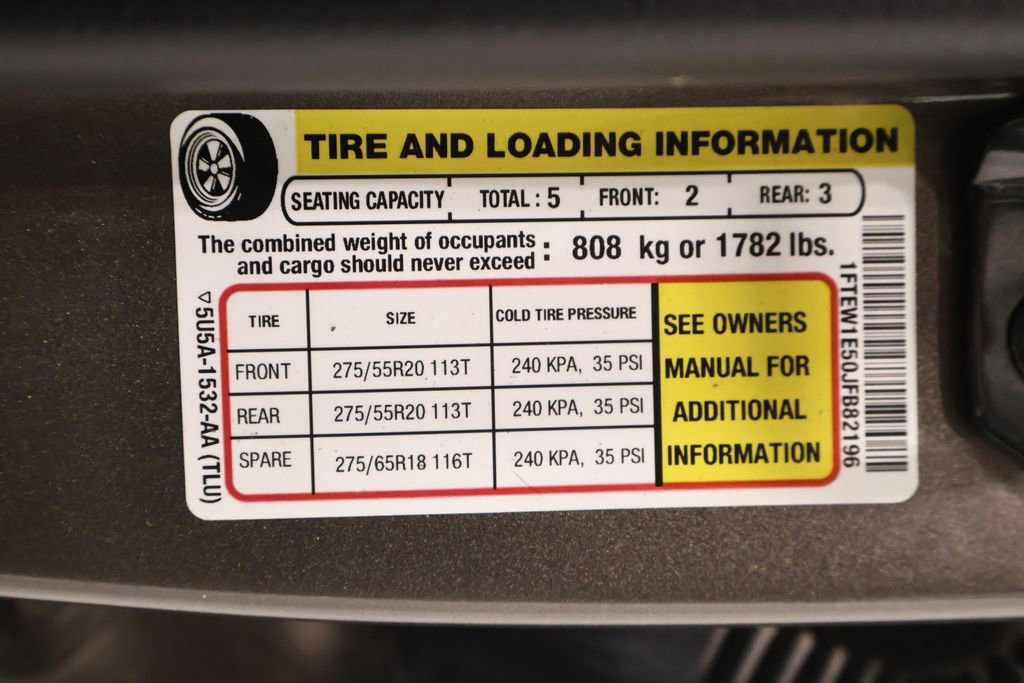 TIRE AND LOADING INFORMATION
SEATING CAPACITY TOTAL : 5 FRONT: 2 REAR: 3
The combined weight of occupants
and cargo should never exceed : 808 kg or 1782 lbs.
TIRE SIZE COLD TIRE PRESSURE
FRONT 275/55R20 113T 240 KPA, 35 PSI
REAR 275/55R20 113T 240 KPA, 35 PSI
SPARE 275/65R18 116T 240 KPA, 35 PSI
SEE OWNERS
MANUAL FOR
ADDITIONAL
INFORMATION
▽5U5A-1532-AA (TLU)
1FTEW1E50JFB82196